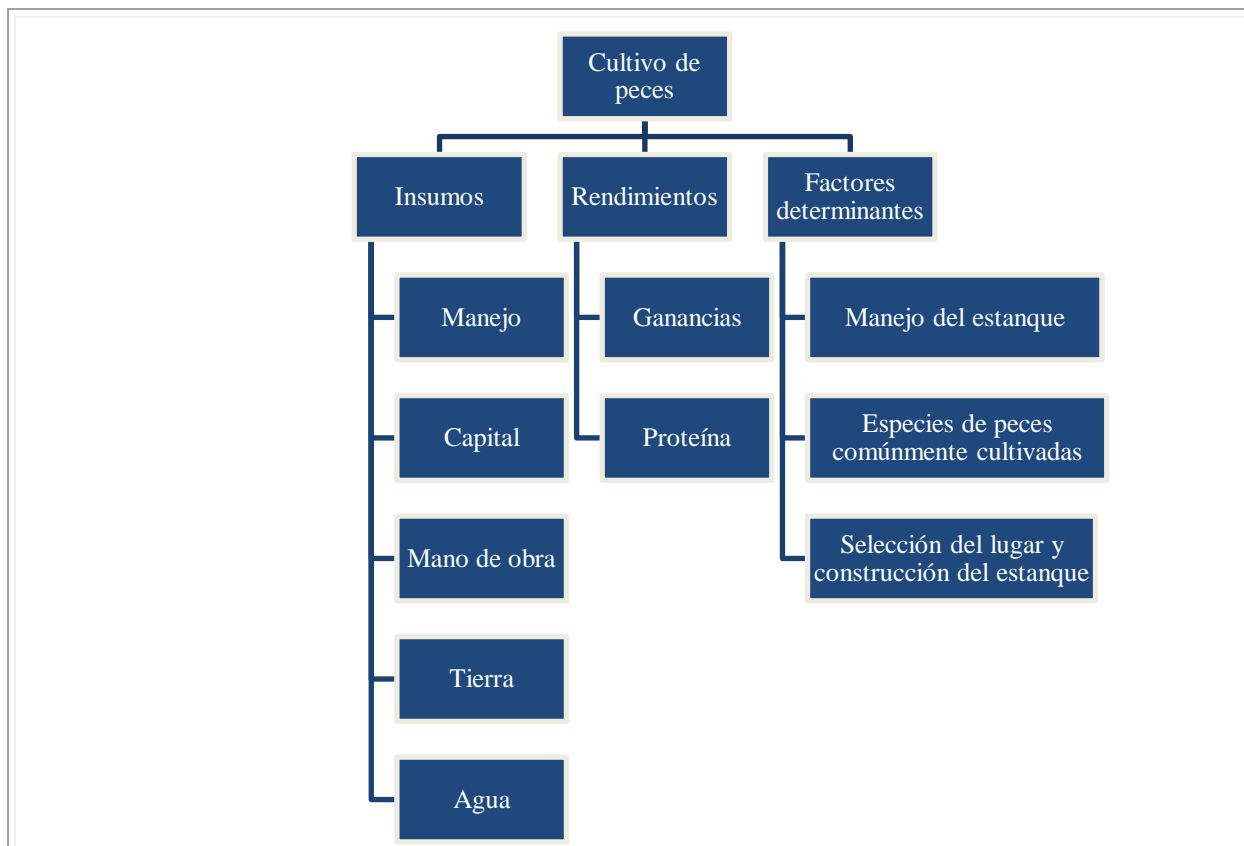 Cultivo de
peces
Insumos
Rendimientos
Factores
determinantes
Manejo
Ganancias
Manejo del estanque
Capital
Proteína
Especies de peces
comúnmente cultivadas
Mano de obra
Selección del lugar y
construcción del estanque
Tierra
Agua